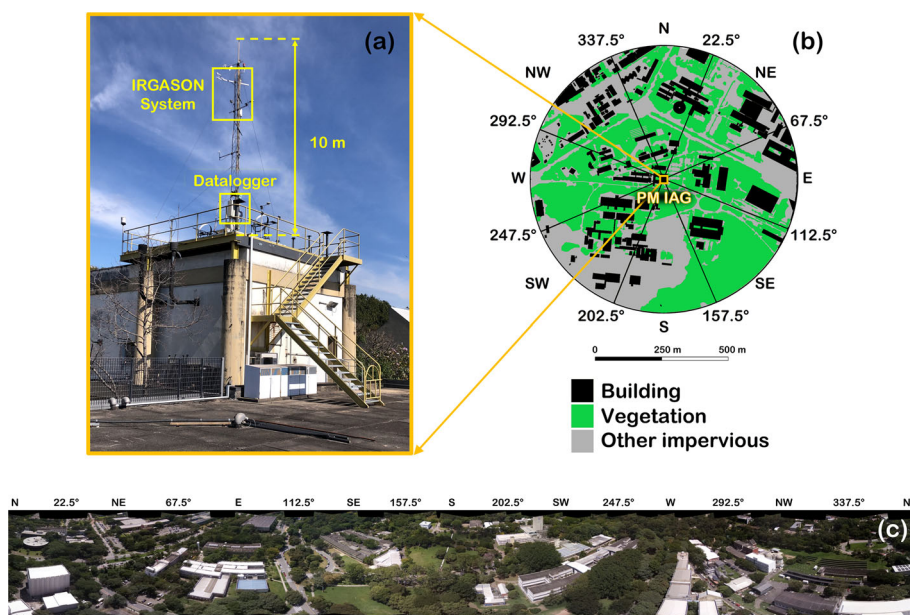 (a)
IRGASON
System
10 m
Datalogger
(b)
N
337.5°
22.5°
NW
NE
292.5°
67.5°
W
E
PM IAG
247.5°
112.5°
SW
SE
202.5°
157.5°
S
0 250 m 500 m
Building
Vegetation
Other impervious
N 22.5° NE 67.5° E 112.5° SE 157.5° S 202.5° SW 247.5° W 292.5° NW 337.5° N
(c)